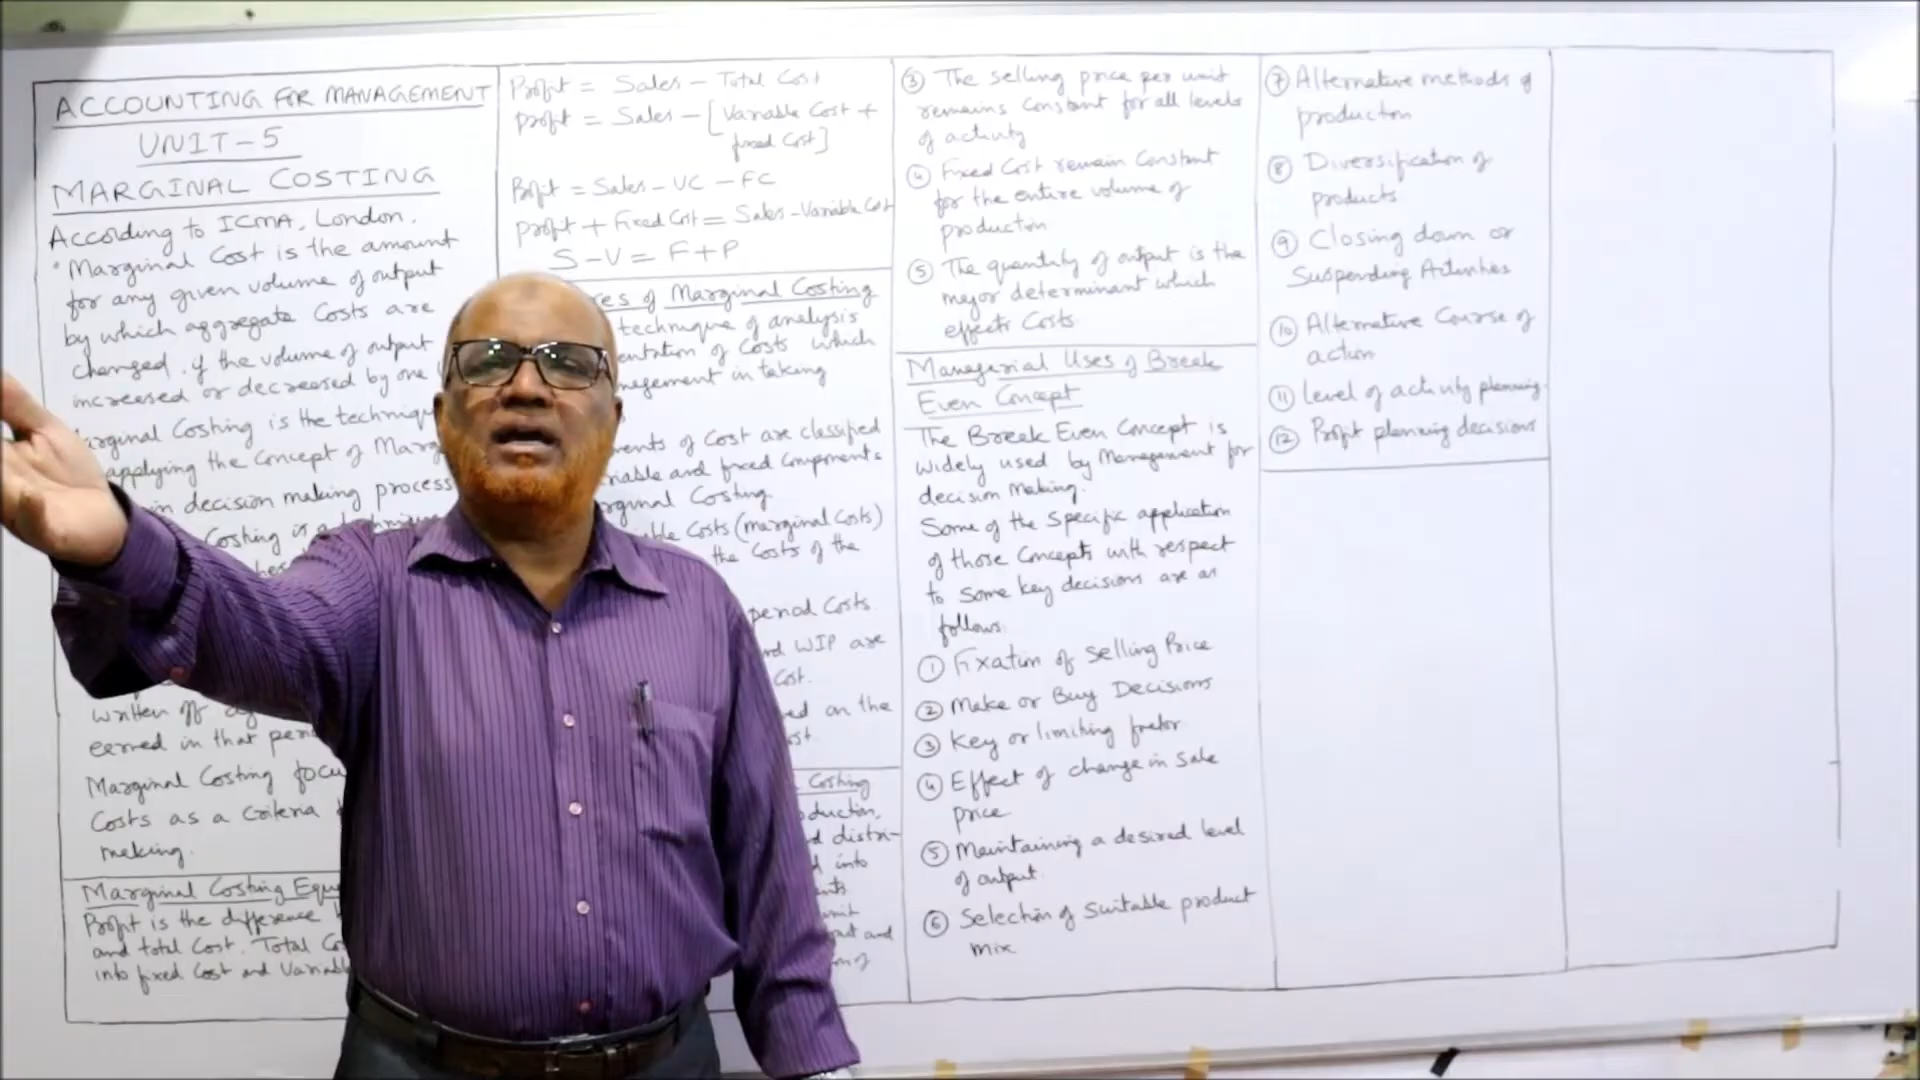 ACCOUNTING FOR MANAGEMENT
UNIT-5
MARGINAL COSTING
According to ICMA, London.
"Marginal Cost is the amount
for any given volume of output
by which aggregate Costs are
changed. if the volume of output
increased or decreased by one
Marginal Costing is the
applying the Concept of
in decision making process
Costing is a
written off
earned in that
Marginal Costing
Costs as a criteria
making.
Marginal Costing
Profit is the difference
and total Cost. Total
into fixed Cost and
Profit = Sales - Total Cost
profit = Sales - [Variable Cost +
fixed Cost]
Profit = Sales - VC - FC
profit + Fixed Cost = Sales - Variable Cost
S-V = F+P
of Marginal Costing
technique of analysis
of Costs which
in taking
of Cost are classified
and fixed Components
Costing.
Costs (marginal Costs)
the Costs of the
period Costs.
WIP are
Cost.
on the
Costing
into
and
③ The selling price per unit
remains Constant for all levels
of activity
④ Fixed Cost remain Constant
for the entire volume of
production
⑤ The quantity of output is the
major determinant which
effects Costs
Managerial Uses of Break
Even Concept
The Break Even Concept is
widely used by Management for
decision Making.
Some of the specific application
of those Concepts with respect
to some key decisions are as
follows:
① Fixation of Selling Price
② Make or Buy Decisions
③ Key or limiting factor
④ Effect of change in sale
price
⑤ Maintaining a desired level
of output.
⑥ Selection of Suitable product
mix
⑦ Alternative methods of
production
⑧ Diversification of
products
⑨ Closing down or
Suspending Activities
⑩ Alternative Course of
action
⑪ level of activity planning
⑫ Profit planning decisions